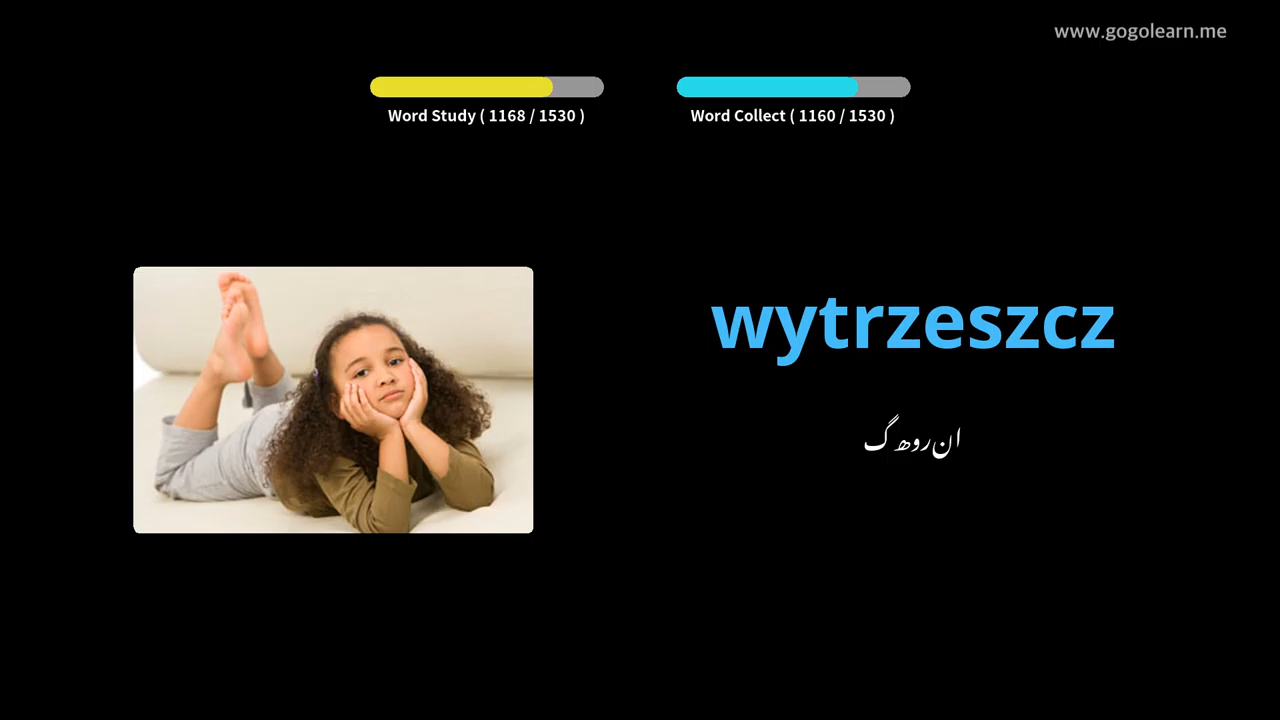 www.gogolearn.me
Word Study ( 1168 / 1530 )
Word Collect ( 1160 / 1530 )
wytrzeszcz
ان روھ گ